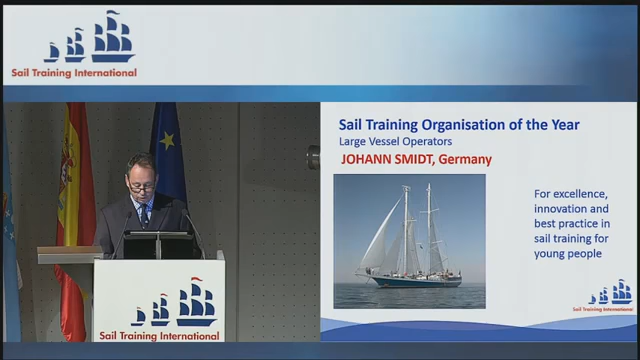 Sail Training International
Sail Training Organisation of the Year
Large Vessel Operators
JOHANN SMIDT, Germany
For excellence,
innovation and
best practice in
sail training for
young people
Sail Training International
Sail Training International